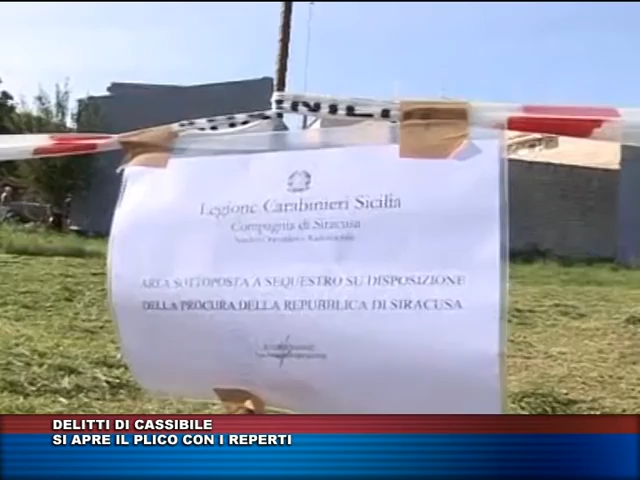 Legione Carabinieri Sicilia
Compagnia di Siracusa
AREA SOTTOPOSTA A SEQUESTRO SU DISPOSIZIONE
DELLA PROCURA DELLA REPUBBLICA DI SIRACUSA
DELITTI DI CASSIBILE
SI APRE IL PLICO CON I REPERTI